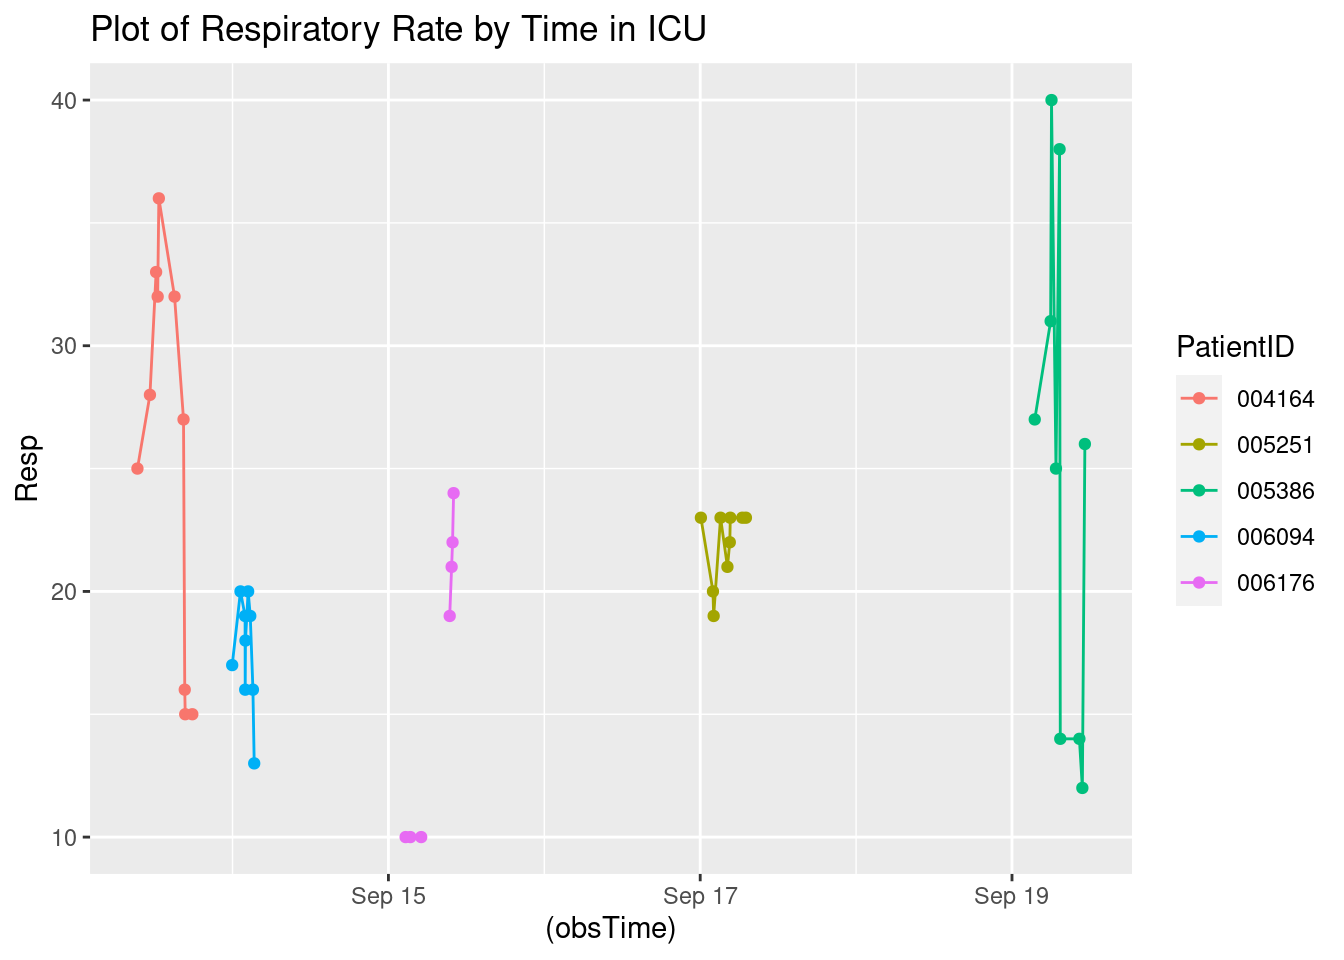 Plot of Respiratory Rate by Time in ICU
40
30
20
10
Resp
Sep 15
Sep 17
Sep 19
(obsTime)
PatientID
004164
005251
005386
006094
006176